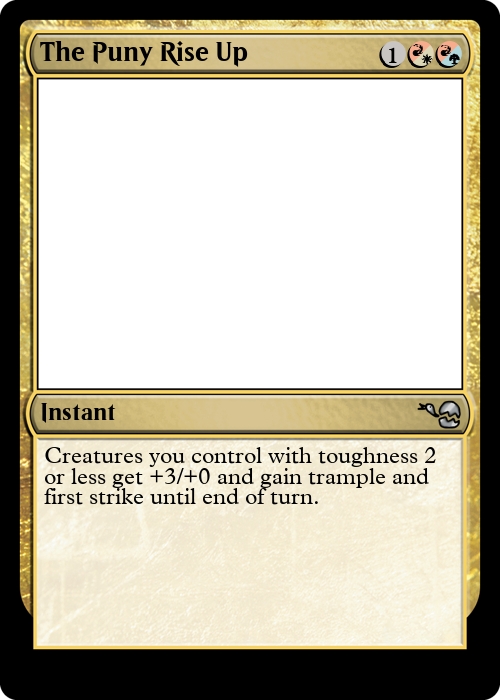 The Puny Rise Up
1
Instant
Creatures you control with toughness 2
or less get +3/+0 and gain trample and
first strike until end of turn.